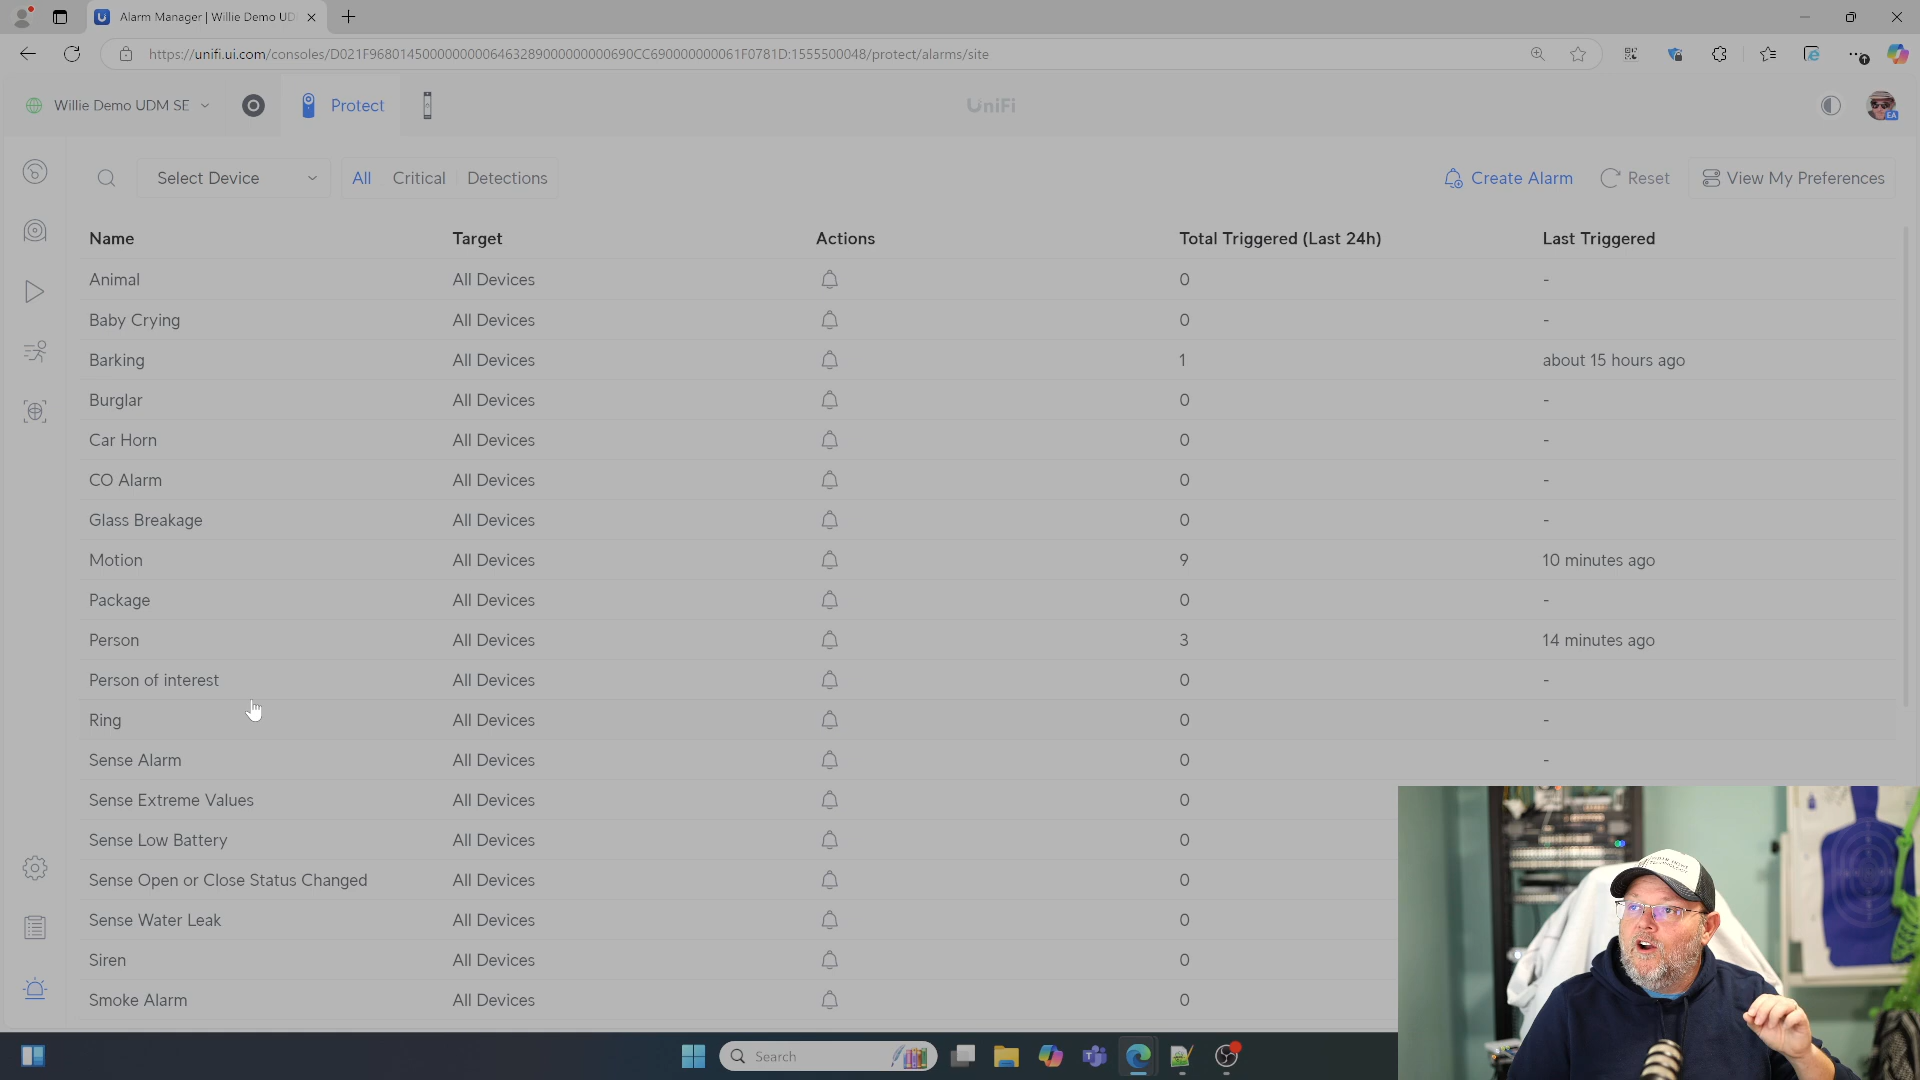 Alarm Manager | Willie Demo UD
https://unifi.ui.com/consoles/D021F96801450000000006463289000000000690CC690000000061F0781D:1555500048/protect/alarms/site
Willie Demo UDM SE
Protect
UniFi
EA
Select Device
All
Critical
Detections
Create Alarm
Reset
View My Preferences
Name Target Actions Total Triggered (Last 24h) Last Triggered
Animal All Devices 0 -
Baby Crying All Devices 0 -
Barking All Devices 1 about 15 hours ago
Burglar All Devices 0 -
Car Horn All Devices 0 -
CO Alarm All Devices 0 -
Glass Breakage All Devices 0 -
Motion All Devices 9 10 minutes ago
Package All Devices 0 -
Person All Devices 3 14 minutes ago
Person of interest All Devices 0 -
Ring All Devices 0 -
Sense Alarm All Devices 0 -
Sense Extreme Values All Devices 0
Sense Low Battery All Devices 0
Sense Open or Close Status Changed All Devices 0
Sense Water Leak All Devices 0
Siren All Devices 0
Smoke Alarm All Devices 0
Search